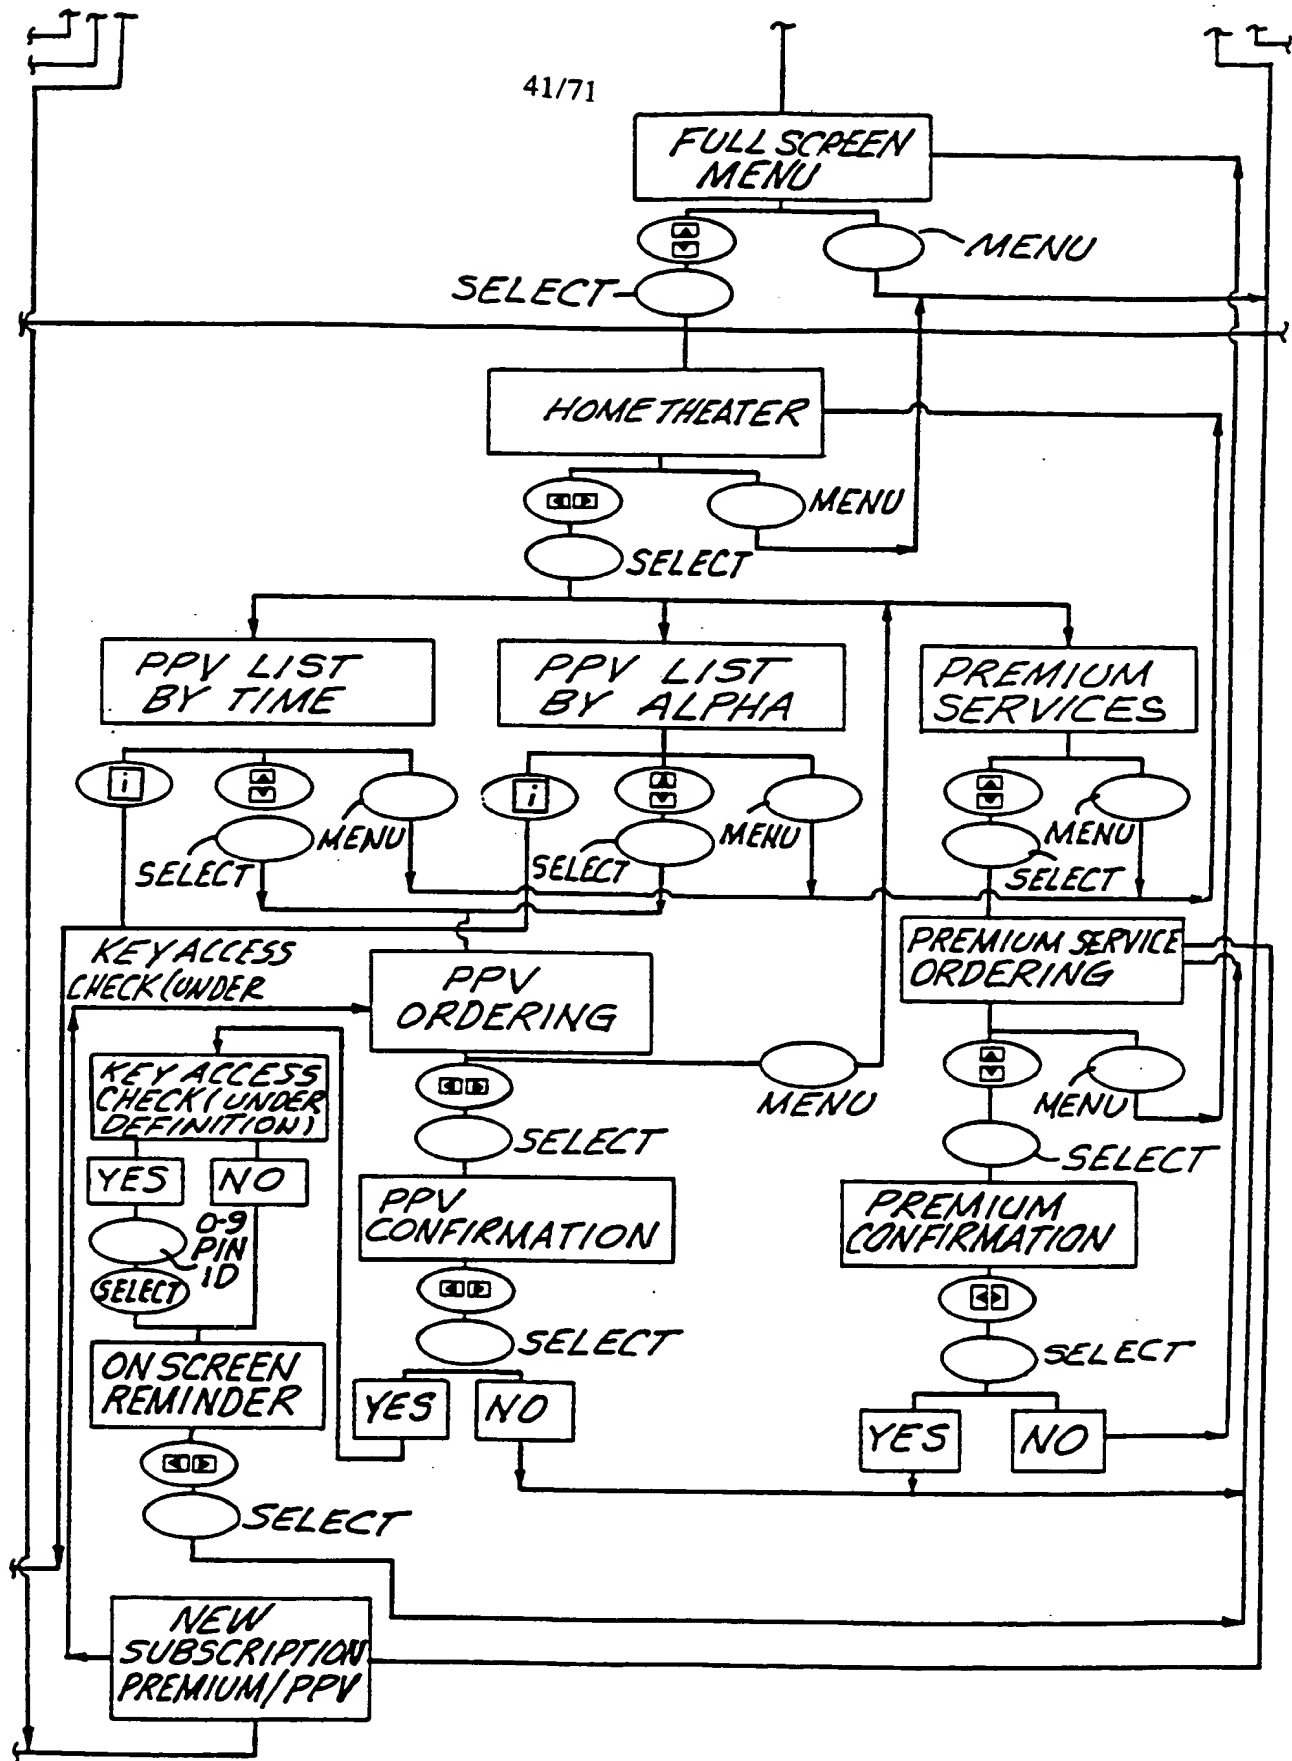 41/71
FULL SCREEN
MENU
MENU
SELECT
HOME THEATER
MENU
SELECT
PPV LIST
BY TIME
PPV LIST
BY ALPHA
PREMIUM
SERVICES
i
MENU
SELECT
i
MENU
SELECT
MENU
SELECT
KEY ACCESS
CHECK (UNDER
PPV
ORDERING
PREMIUM SERVICE
ORDERING
KEY ACCESS
CHECK (UNDER
DEFINITION)
MENU
SELECT
MENU
SELECT
YES
NO
0-9
PIN
ID
SELECT
PPV
CONFIRMATION
PREMIUM
CONFIRMATION
SELECT
SELECT
ON SCREEN
REMINDER
YES
NO
YES
NO
SELECT
NEW
SUBSCRIPTION
PREMIUM/PPV